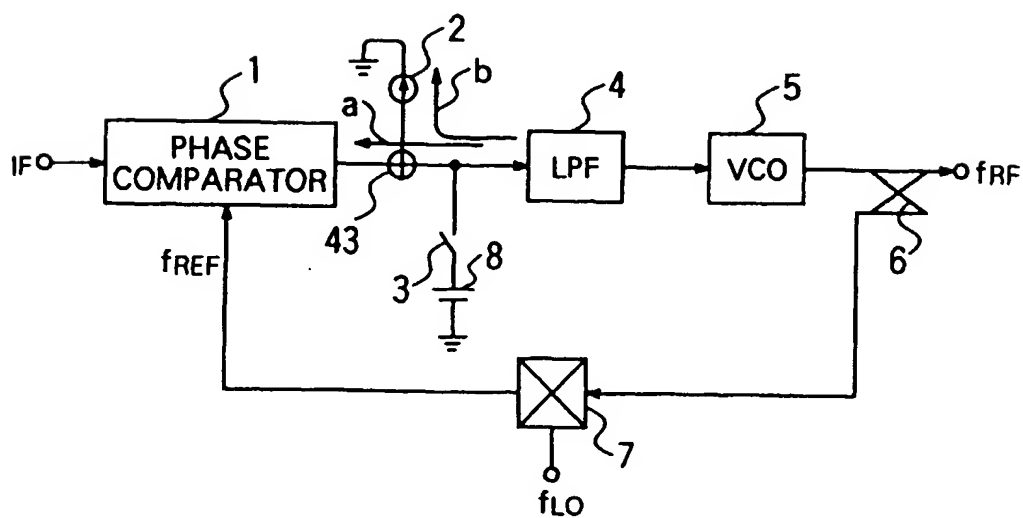 1
2
a
b
4
5
PHASE
COMPARATOR
IF
LPF
VCO
fRF
43
fREF
3
8
6
7
fLO